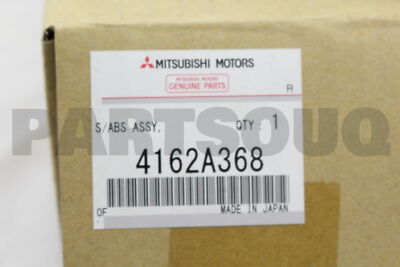 MITSUBISHI MOTORS
MITSUBISHI MOTORS
GENUINE PARTS
R
S/ABS ASSY. QTY: 1
PARTSOUQ
4162A368
OF MADE IN JAPAN